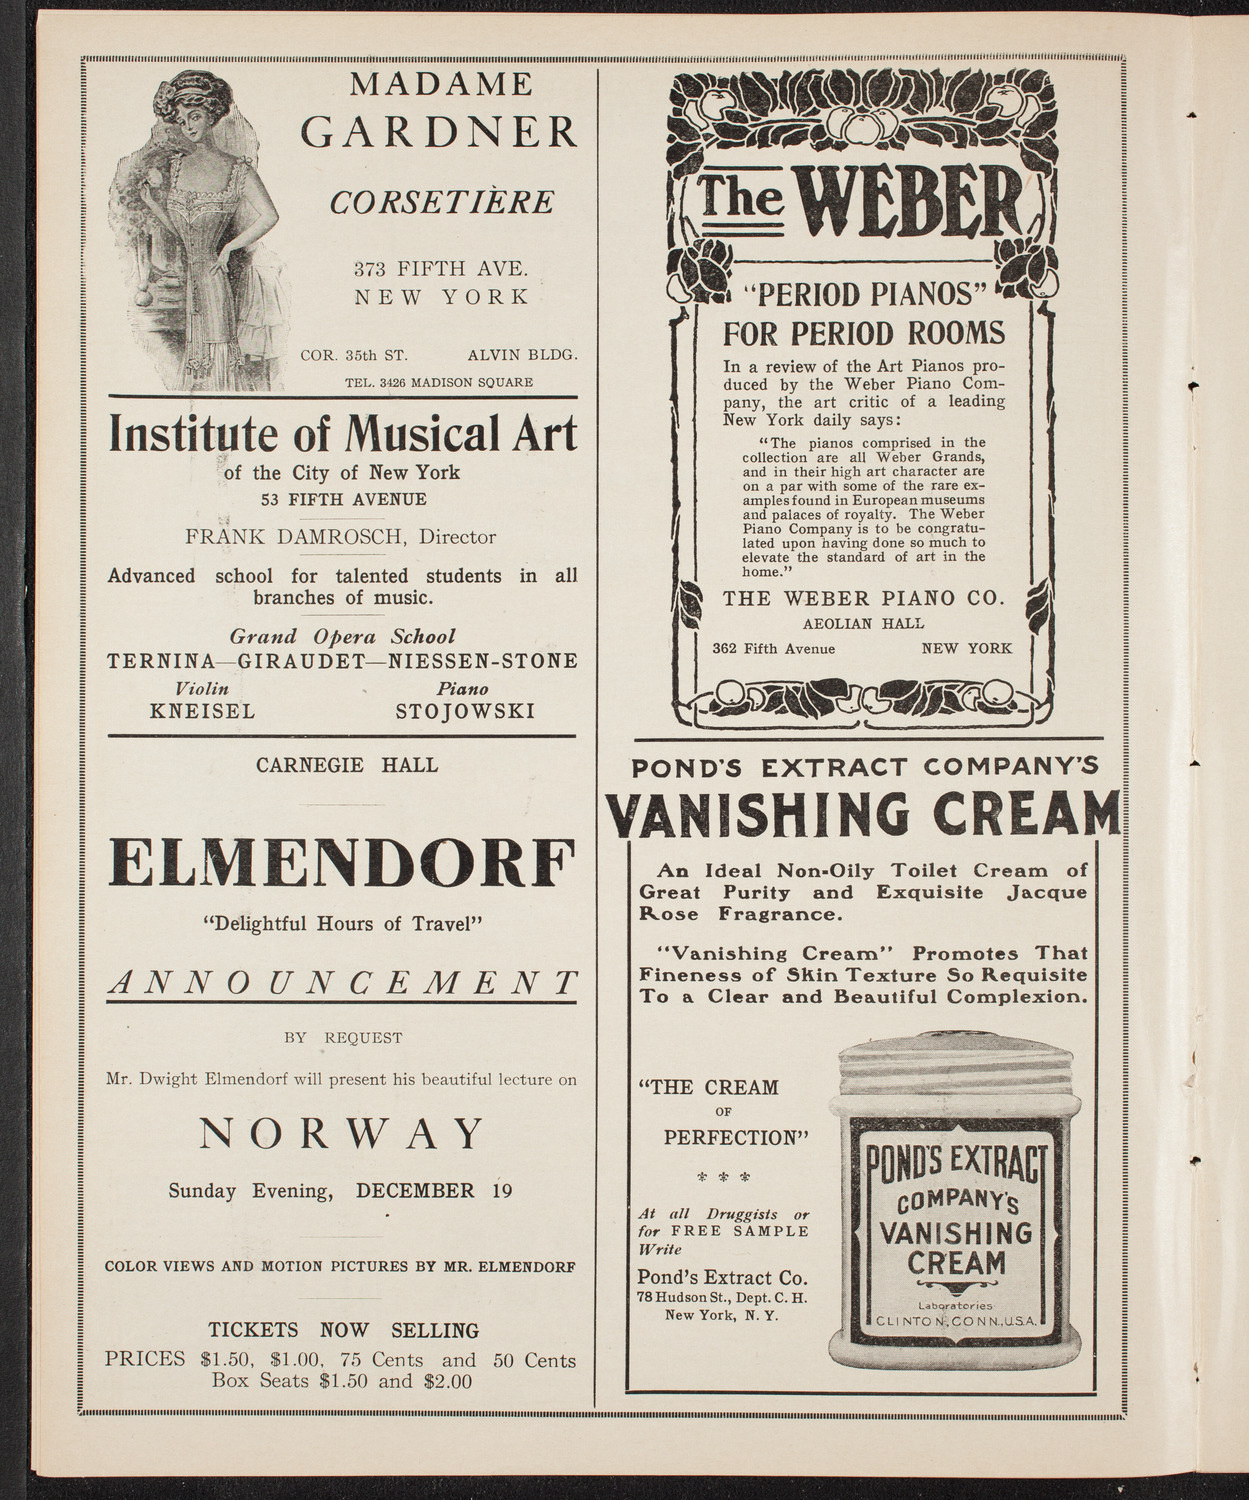 MADAME
GARDNER
CORSETIÈRE
373 FIFTH AVE.
NEW YORK
COR. 35th ST. ALVIN BLDG.
TEL. 3426 MADISON SQUARE
Institute of Musical Art
of the City of New York
53 FIFTH AVENUE
FRANK DAMROSCH, Director
Advanced school for talented students in all
branches of music.
Grand Opera School
TERNINA—GIRAUDET—NIESSEN-STONE
Violin Piano
KNEISEL STOJOWSKI
CARNEGIE HALL
ELMENDORF
"Delightful Hours of Travel"
ANNOUNCEMENT
BY REQUEST
Mr. Dwight Elmendorf will present his beautiful lecture on
NORWAY
Sunday Evening, DECEMBER 19
COLOR VIEWS AND MOTION PICTURES BY MR. ELMENDORF
TICKETS NOW SELLING
PRICES $1.50, $1.00, 75 Cents and 50 Cents
Box Seats $1.50 and $2.00
The WEBER
"PERIOD PIANOS"
FOR PERIOD ROOMS
In a review of the Art Pianos pro-
duced by the Weber Piano Com-
pany, the art critic of a leading
New York daily says:
"The pianos comprised in the
collection are all Weber Grands,
and in their high art character are
on a par with some of the rare ex-
amples found in European museums
and palaces of royalty. The Weber
Piano Company is to be congratu-
lated upon having done so much to
elevate the standard of art in the
home."
THE WEBER PIANO CO.
AEOLIAN HALL
362 Fifth Avenue NEW YORK
POND'S EXTRACT COMPANY'S
VANISHING CREAM
An Ideal Non-Oily Toilet Cream of
Great Purity and Exquisite Jacque
Rose Fragrance.
"Vanishing Cream" Promotes That
Fineness of Skin Texture So Requisite
To a Clear and Beautiful Complexion.
"THE CREAM
OF
PERFECTION"
* * *
At all Druggists or
for FREE SAMPLE
Write
Pond's Extract Co.
78 Hudson St., Dept. C. H.
New York, N. Y.
POND'S EXTRACT
COMPANY'S
VANISHING
CREAM
Laboratories
CLINTON, CONN., U.S.A.